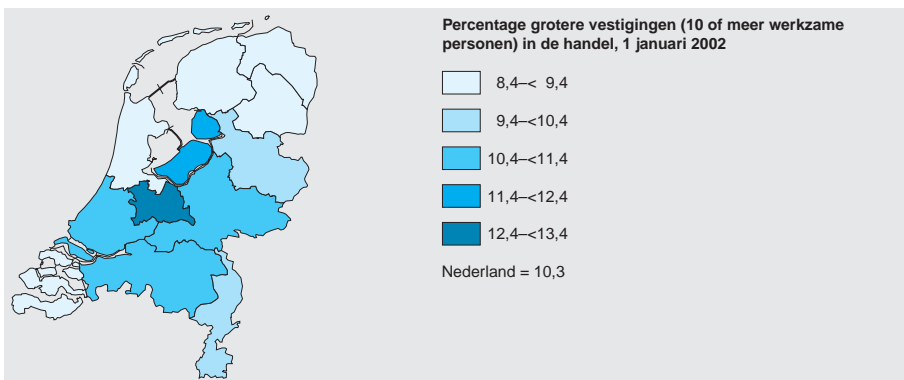 Percentage grotere vestigingen (10 of meer werkzame
personen) in de handel, 1 januari 2002
8,4–< 9,4
9,4–<10,4
10,4–<11,4
11,4–<12,4
12,4–<13,4
Nederland = 10,3